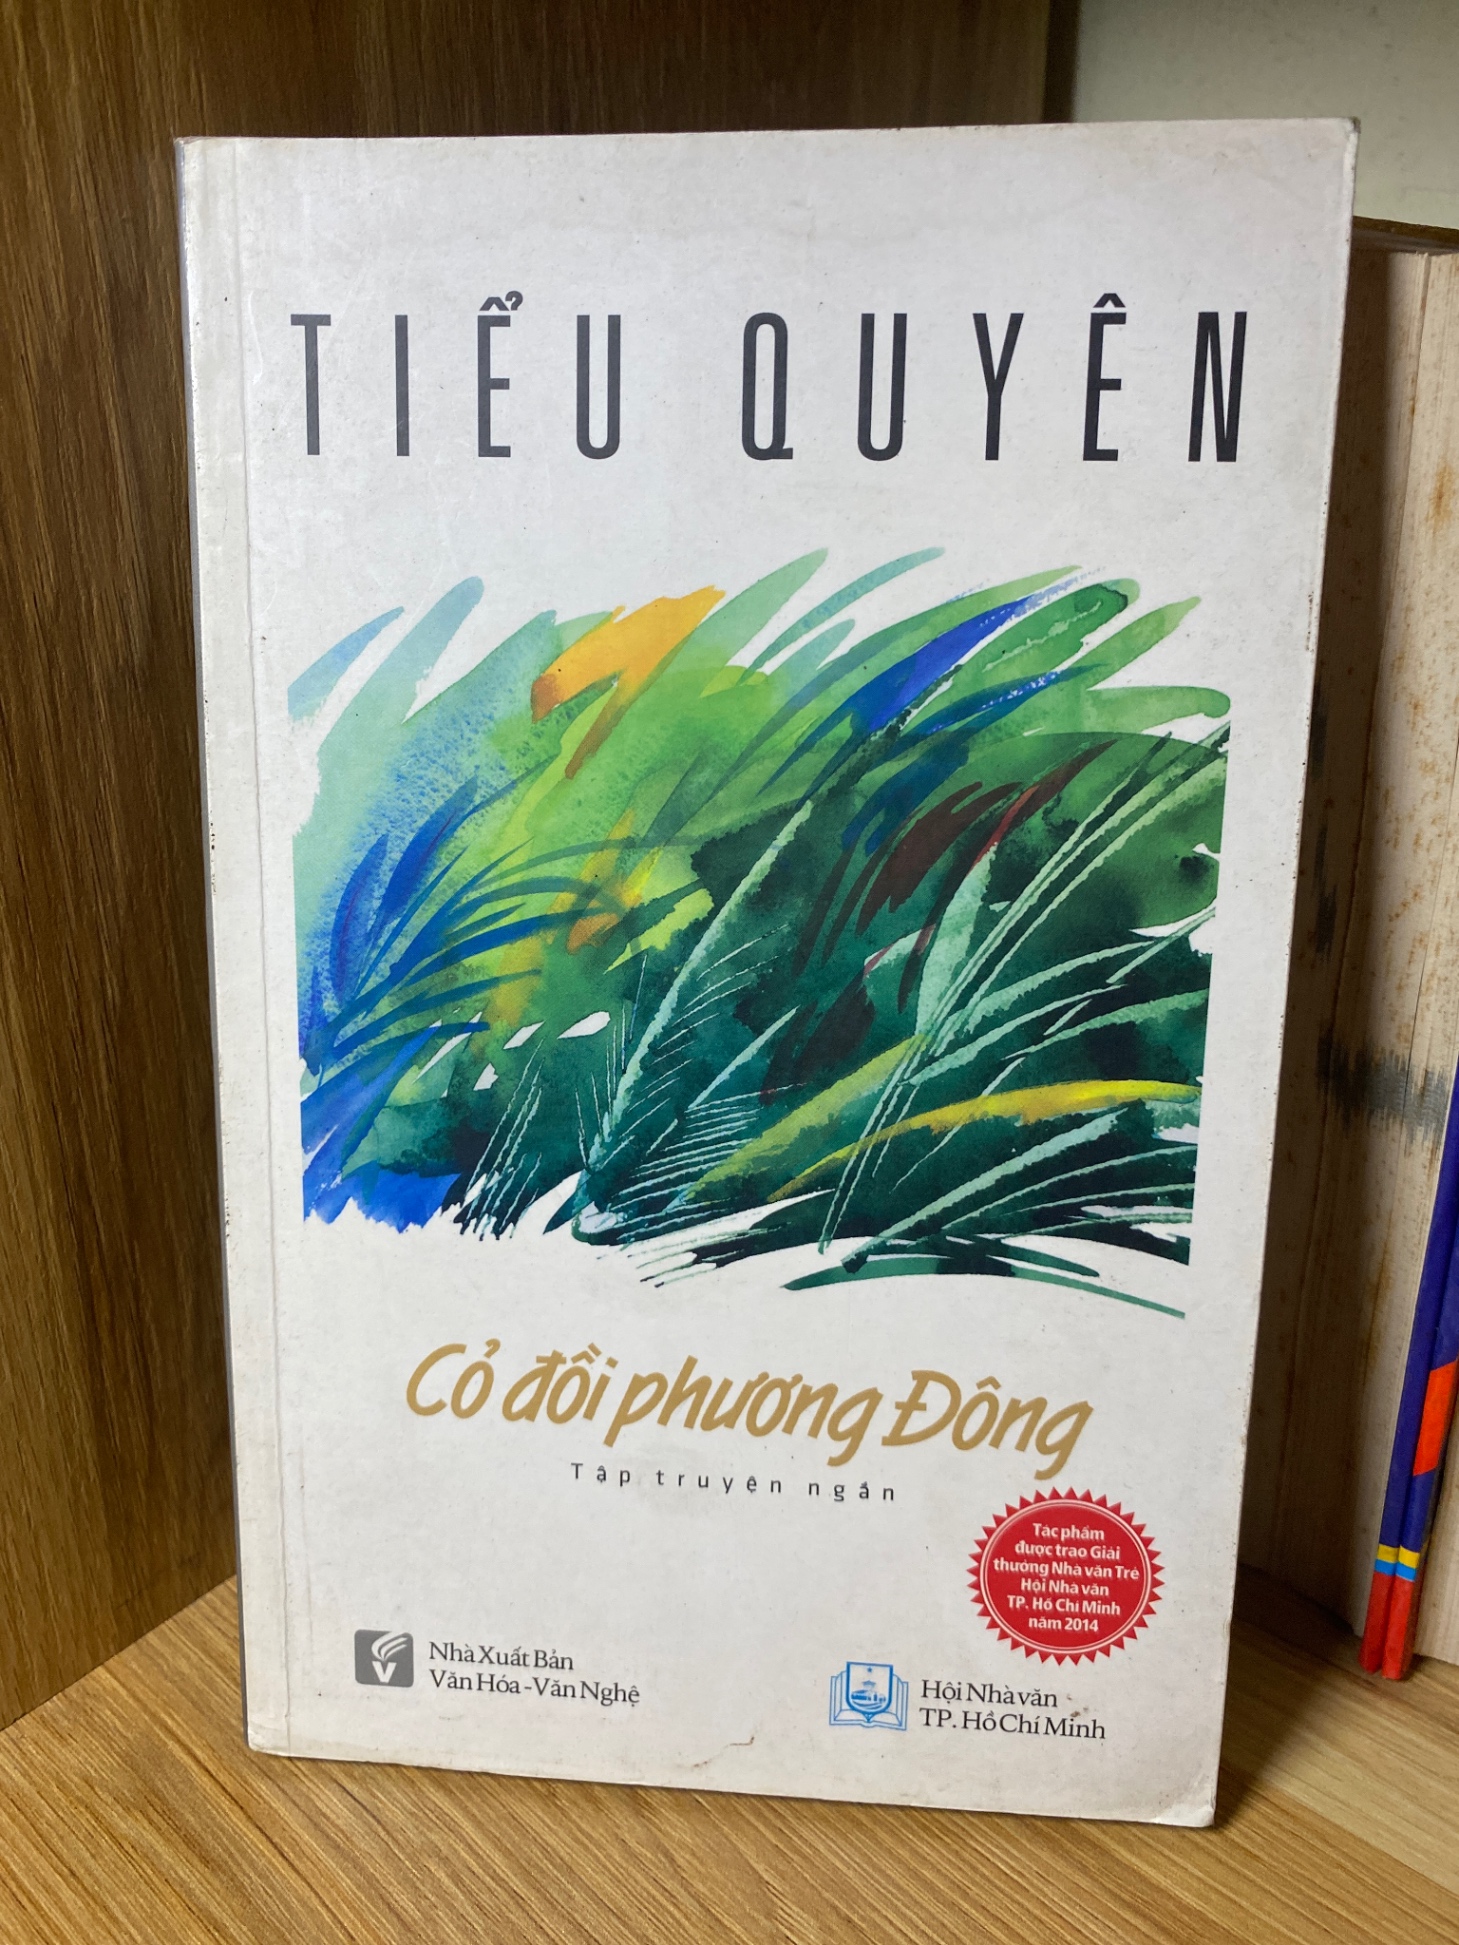 TIỂU QUYÊN
Cỏ đồi phương Đông
Tập truyện ngắn
Tác phẩm
được trao Giải
thưởng Nhà văn Trẻ
Hội Nhà văn
TP. Hồ Chí Minh
năm 2014
Nhà Xuất Bản
Văn Hóa-Văn Nghệ
Hội Nhà văn
TP. Hồ Chí Minh